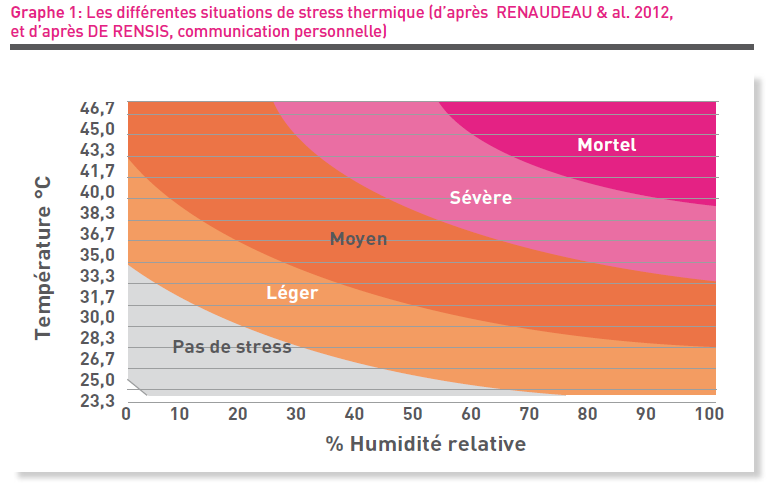 Graphe 1: Les différentes situations de stress thermique (d'après RENAUDEAU & al. 2012,
et d'après DE RENSIS, communication personnelle)
Température °C
46,7
45,0
43,3
41,7
40,0
38,3
36,7
35,0
33,3
31,7
30,0
28,3
26,7
25,0
23,3
Mortel
Sévère
Moyen
Léger
Pas de stress
0 10 20 30 40 50 60 70 80 90 100
% Humidité relative